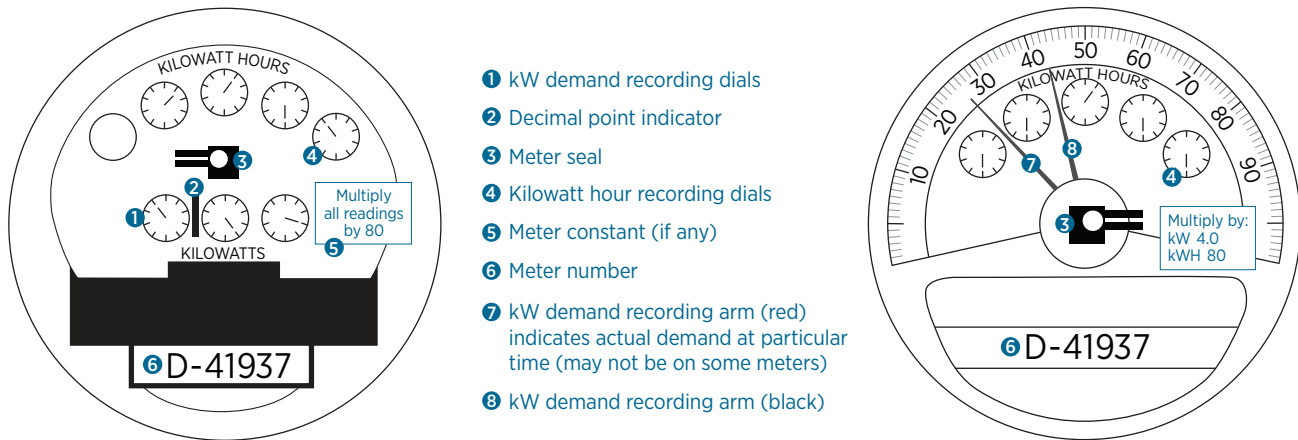 KILOWATT HOURS
4
3
2
1
Multiply
all readings
by 80
5
KILOWATTS
6 D-41937
1 kW demand recording dials
2 Decimal point indicator
3 Meter seal
4 Kilowatt hour recording dials
5 Meter constant (if any)
6 Meter number
7 kW demand recording arm (red)
indicates actual demand at particular
time (may not be on some meters)
8 kW demand recording arm (black)
10 20 30 40 50 60 70 80 90
KILOWATT HOURS
8
7
4
3
Multiply by:
kW 4.0
kWH 80
6 D-41937